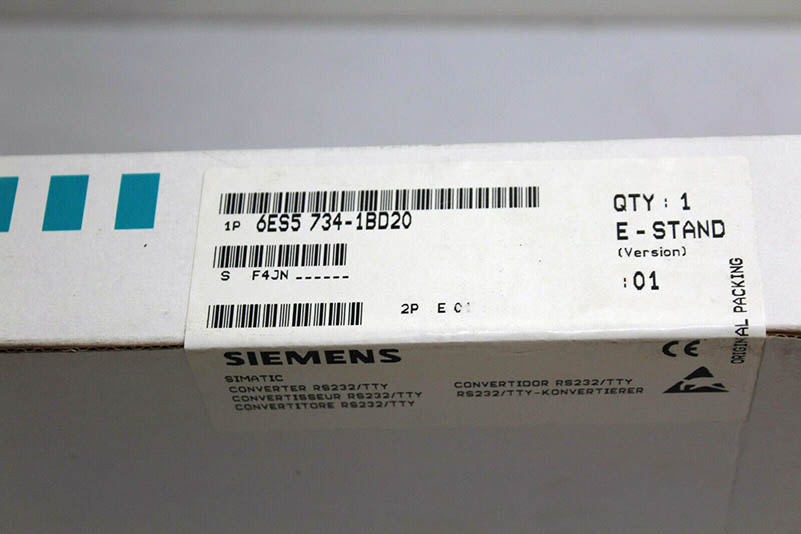 1P 6ES5 734-1BD20
S F4JN------
2P E 01
QTY : 1
E - STAND
(Version)
:01
ORIGINAL PACKING
SIEMENS
SIMATIC
CONVERTER RS232/TTY
CONVERTISSEUR RS232/TTY
CONVERTITORE RS232/TTY
CONVERTIDOR RS232/TTY
RS232/TTY-KONVERTIERER
CE